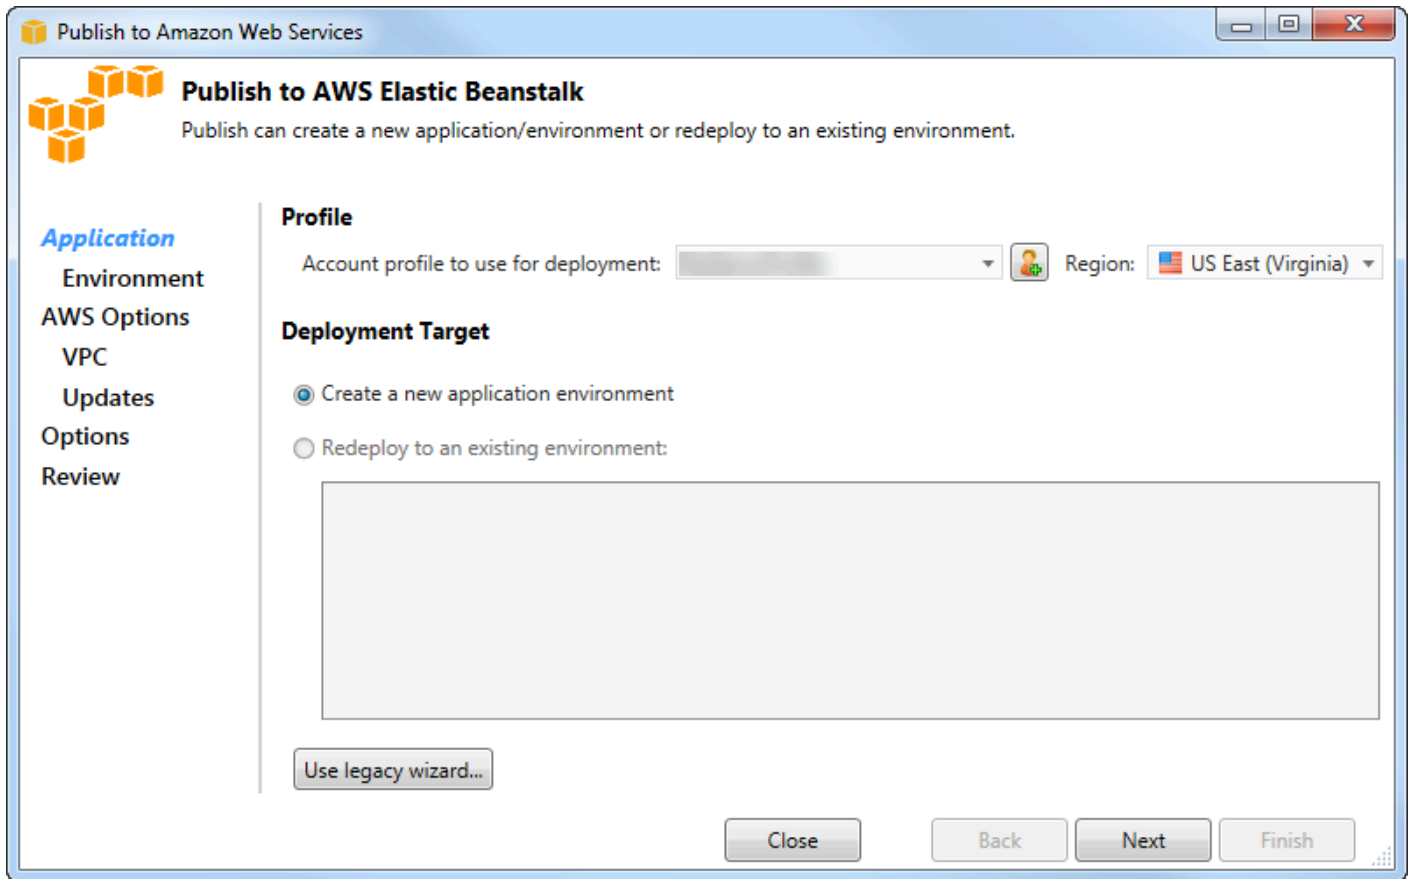 Publish to Amazon Web Services
Publish to AWS Elastic Beanstalk
Publish can create a new application/environment or redeploy to an existing environment.
Application
Environment
AWS Options
VPC
Updates
Options
Review
Profile
Account profile to use for deployment: Region: US East (Virginia)
Deployment Target
Create a new application environment
Redeploy to an existing environment:
Use legacy wizard...
Close Back Next Finish